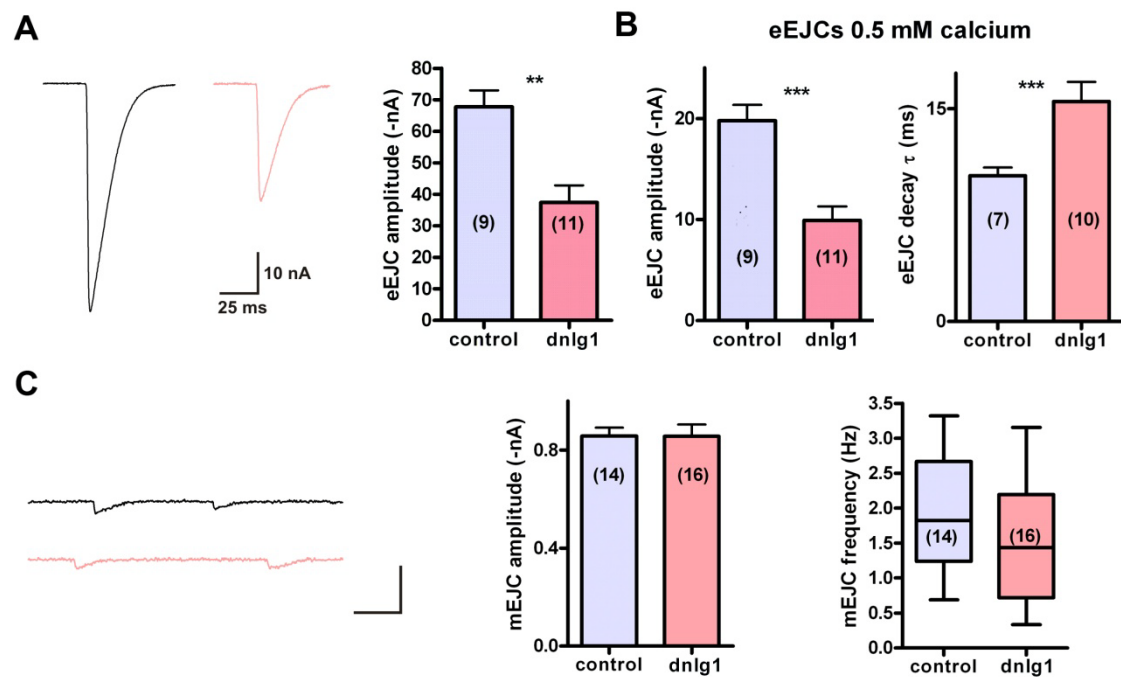 A
B
eEJCs 0.5 mM calcium
10 nA
25 ms
eEJC amplitude (-nA)
80
70
60
50
40
30
20
10
0
**
(9)
(11)
control
dnlg1
eEJC amplitude (-nA)
20
10
0
***
(9)
(11)
control
dnlg1
eEJC decay τ (ms)
15
0
***
(7)
(10)
control
dnlg1
C
mEJC amplitude (-nA)
0.8
0.4
0.0
(14)
(16)
control
dnlg1
mEJC frequency (Hz)
3.5
3.0
2.5
2.0
1.5
1.0
0.5
0.0
(14)
(16)
control
dnlg1